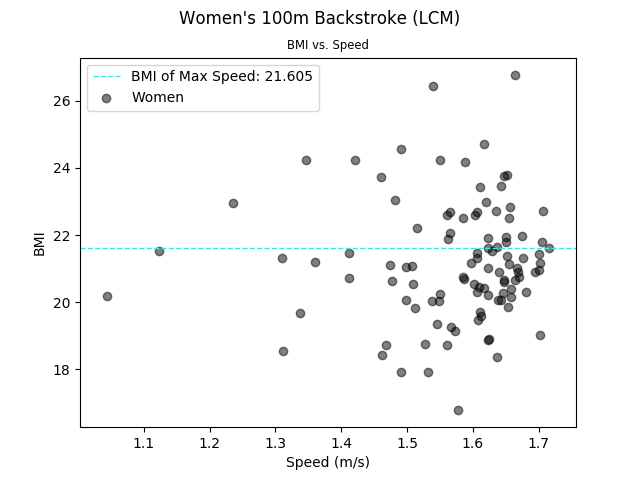 Women's 100m Backstroke (LCM)
BMI vs. Speed
BMI of Max Speed: 21.605
Women
26
24
22
20
18
BMI
1.1 1.2 1.3 1.4 1.5 1.6 1.7
Speed (m/s)